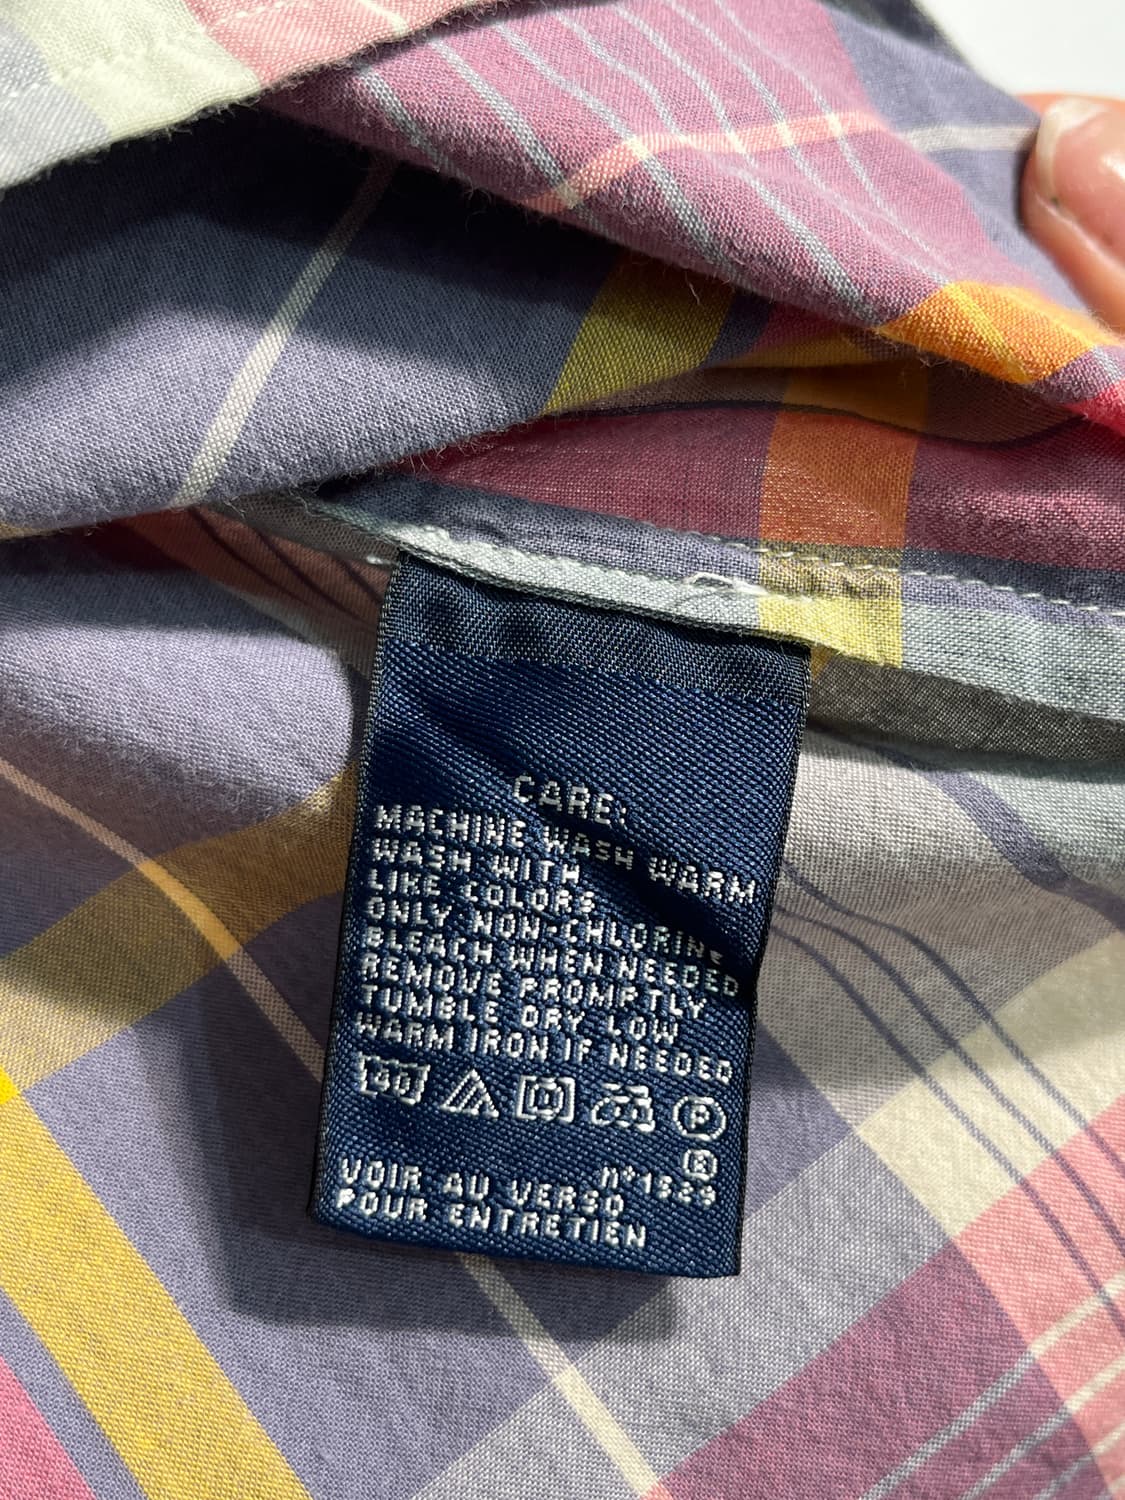 CARE:
MACHINE WASH WARM
WASH WITH
LIKE COLORS
ONLY NON-CHLORINE
BLEACH WHEN NEEDED
REMOVE PROMPTLY
TUMBLE DRY LOW
WARM IRON IF NEEDED
40 P
®
VOIR AU VERSO
POUR ENTRETIEN